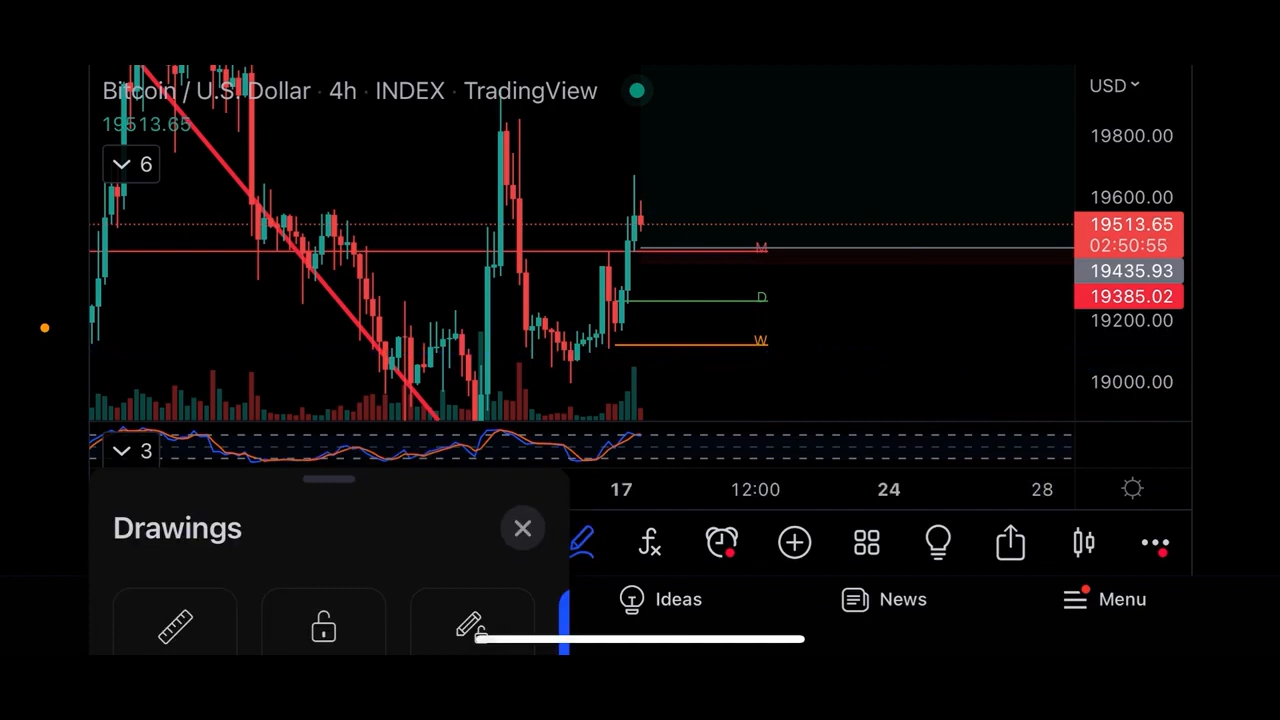 Bitcoin / U.S. Dollar · 4h · INDEX · TradingView
19513.65
6
USD
19800.00
19600.00
19513.65
02:50:55
19435.93
19385.02
19200.00
19000.00
M
D
W
3
17 12:00 24 28
Drawings
Ideas News Menu